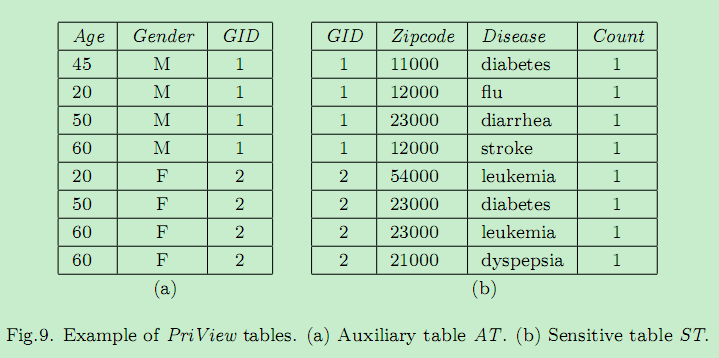 Age Gender GID
45 M 1
20 M 1
50 M 1
60 M 1
20 F 2
50 F 2
60 F 2
60 F 2
(a)
GID Zipcode Disease Count
1 11000 diabetes 1
1 12000 flu 1
1 23000 diarrhea 1
1 12000 stroke 1
2 54000 leukemia 1
2 23000 diabetes 1
2 23000 leukemia 1
2 21000 dyspepsia 1
(b)
Fig.9. Example of PriView tables. (a) Auxiliary table AT. (b) Sensitive table ST.